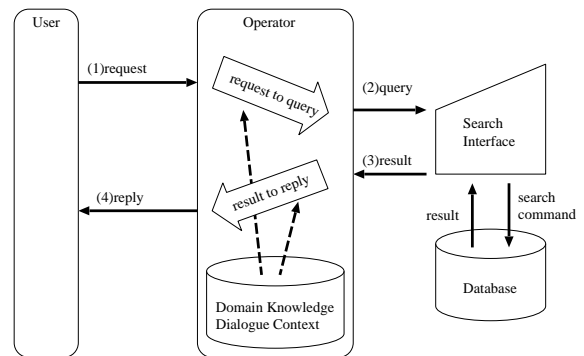 User
Operator
(1)request
request to query
(2)query
Search
Interface
(3)result
result to reply
(4)reply
result
search
command
Domain Knowledge
Dialogue Context
Database